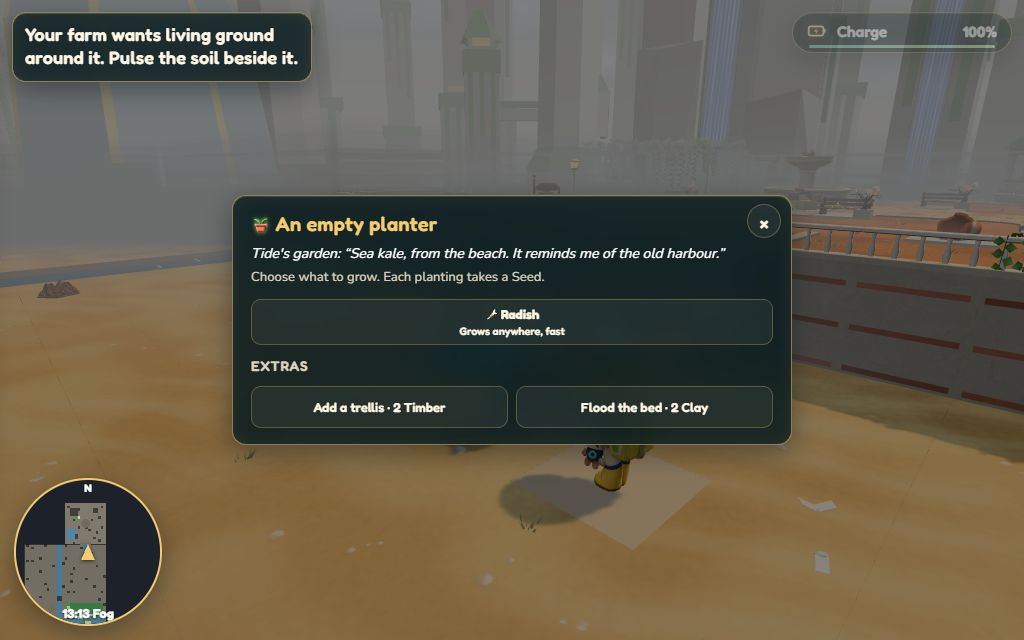 Your farm wants living ground
around it. Pulse the soil beside it.
Charge 100%
An empty planter
Tide's garden: “Sea kale, from the beach. It reminds me of the old harbour.”
Choose what to grow. Each planting takes a Seed.
Radish
Grows anywhere, fast
EXTRAS
Add a trellis · 2 Timber
Flood the bed · 2 Clay
N
13:13 Fog